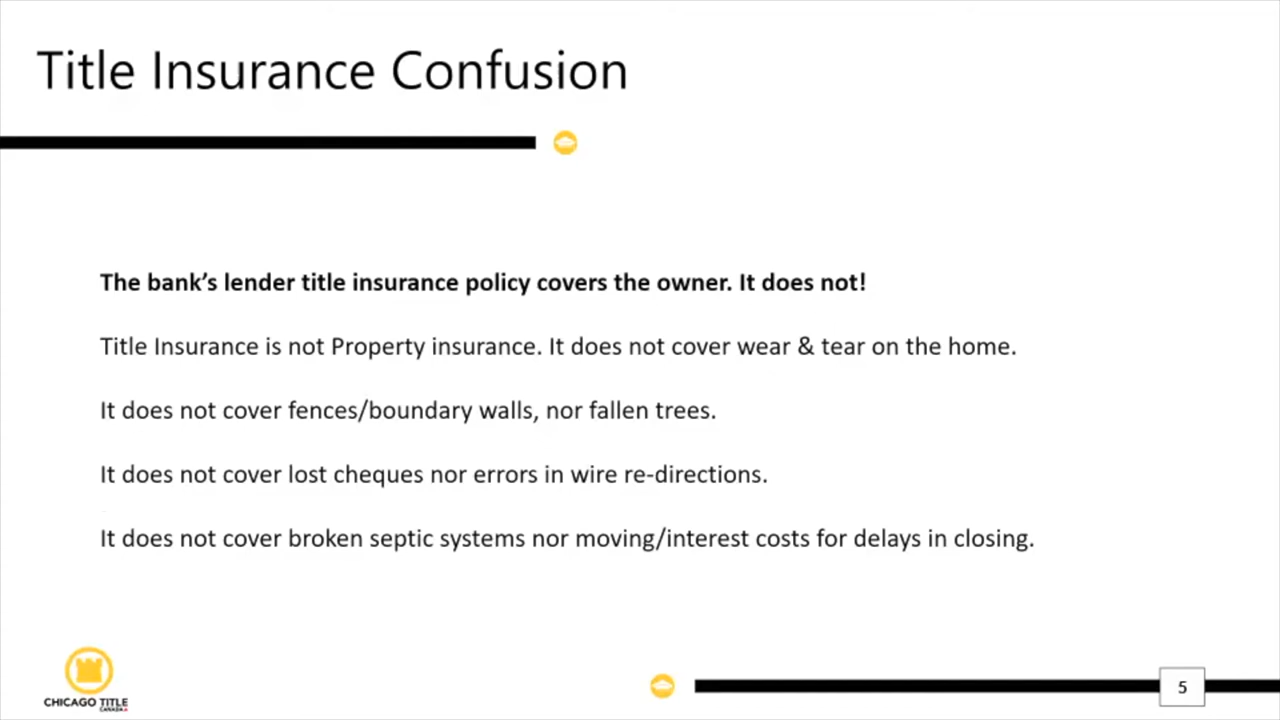 Title Insurance Confusion
The bank’s lender title insurance policy covers the owner. It does not!
Title Insurance is not Property insurance. It does not cover wear & tear on the home.
It does not cover fences/boundary walls, nor fallen trees.
It does not cover lost cheques nor errors in wire re-directions.
It does not cover broken septic systems nor moving/interest costs for delays in closing.
CHICAGO TITLE
CANADA
5